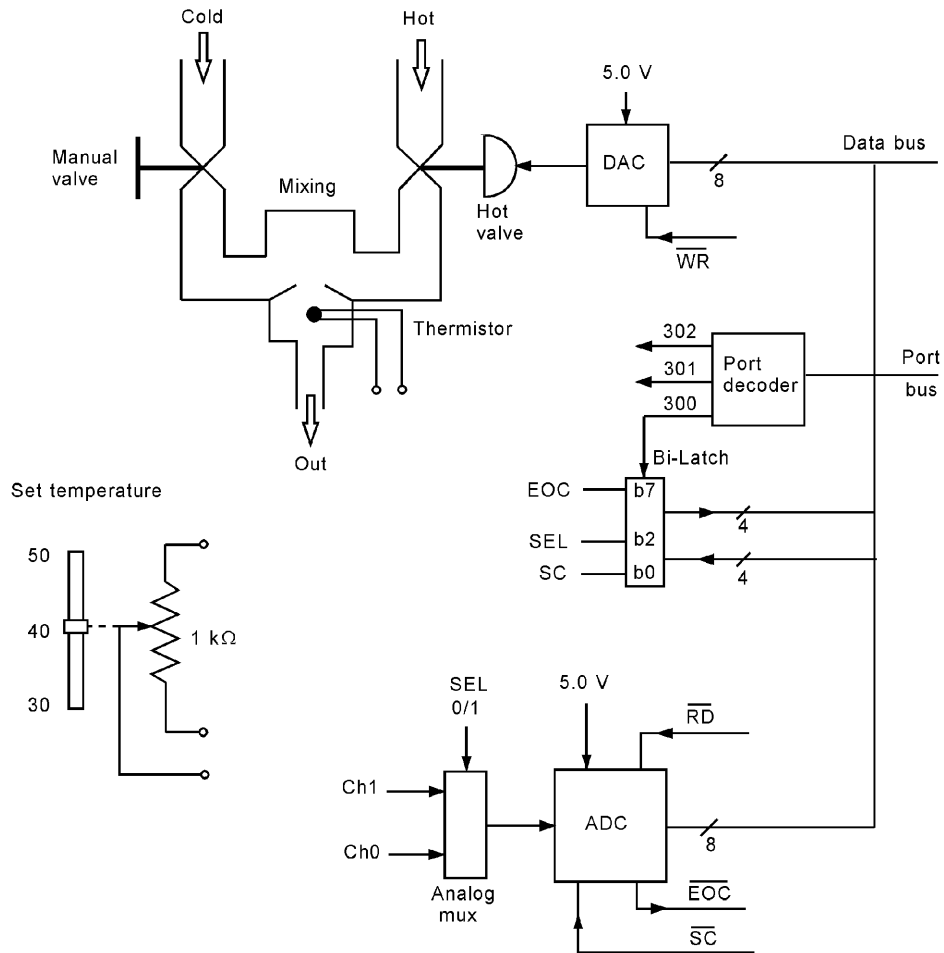 Cold
Hot
5.0 V
Manual
valve
Mixing
Hot
valve
DAC
8
Data bus
WR
Thermistor
Out
302
301
300
Port
decoder
Port
bus
Bi-Latch
EOC
SEL
SC
b7
b2
b0
4
4
Set temperature
50
40
30
1 kΩ
SEL
0/1
5.0 V
RD
Ch1
Ch0
Analog
mux
ADC
8
EOC
SC